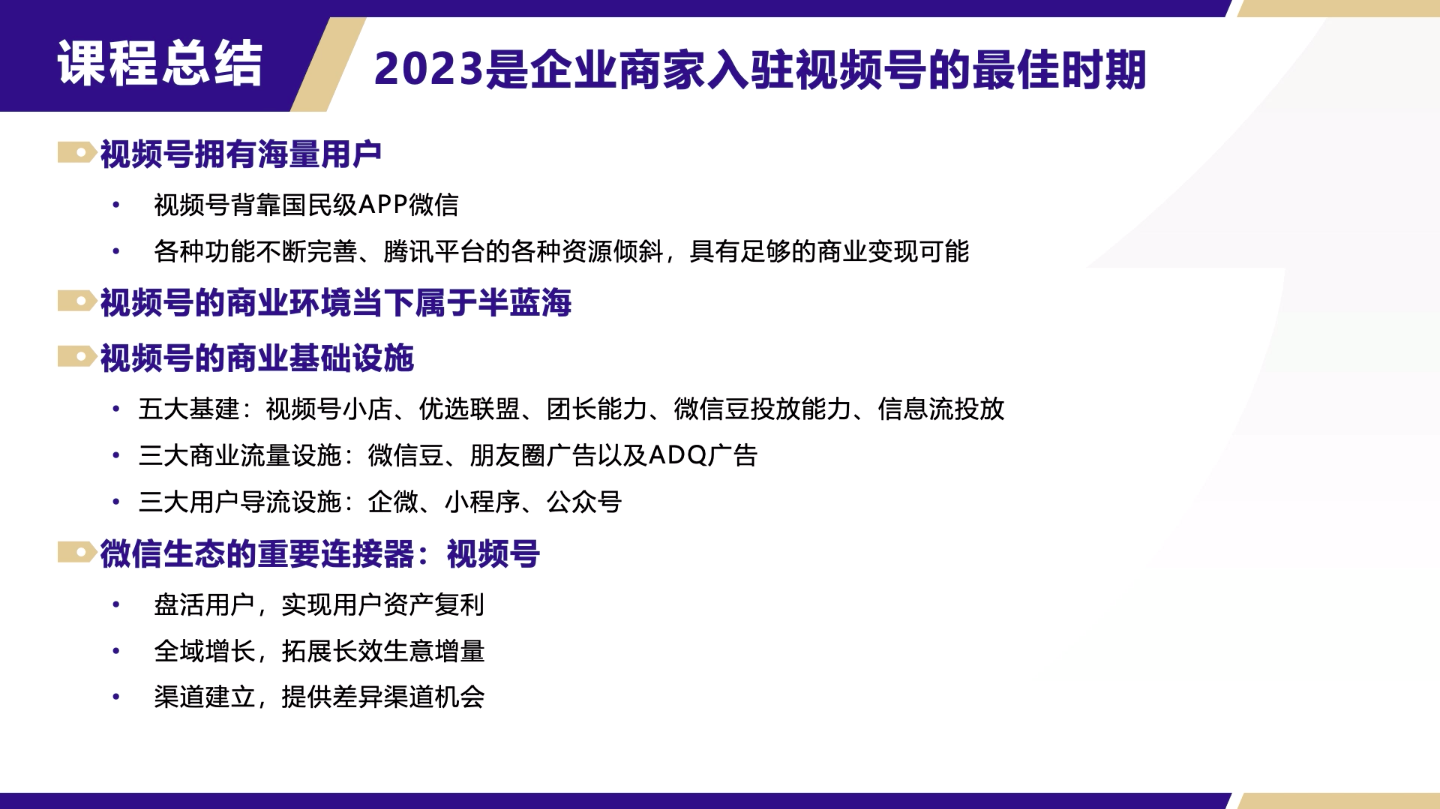 课程总结
2023是企业商家入驻视频号的最佳时期
视频号拥有海量用户
• 视频号背靠国民级APP微信
• 各种功能不断完善、腾讯平台的各种资源倾斜，具有足够的商业变现可能
视频号的商业环境当下属于半蓝海
视频号的商业基础设施
• 五大基建：视频号小店、优选联盟、团长能力、微信豆投放能力、信息流投放
• 三大商业流量设施：微信豆、朋友圈广告以及ADQ广告
• 三大用户导流设施：企微、小程序、公众号
微信生态的重要连接器：视频号
• 盘活用户，实现用户资产复利
• 全域增长，拓展长效生意增量
• 渠道建立，提供差异渠道机会